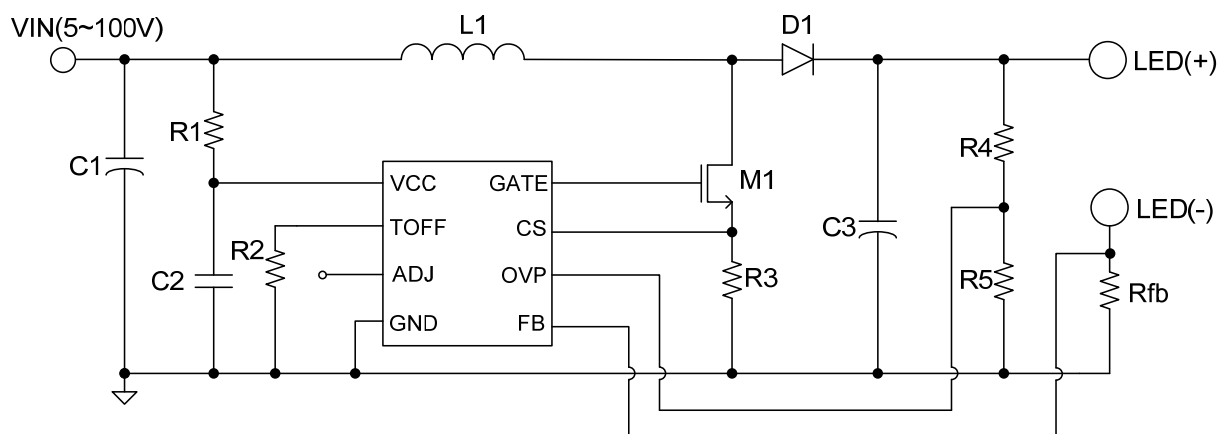 VIN(5~100V)
L1
D1
LED(+)
R1
R4
C1
VCC
GATE
M1
LED(-)
TOFF
CS
C3
R2
ADJ
OVP
R3
R5
C2
Rfb
GND
FB